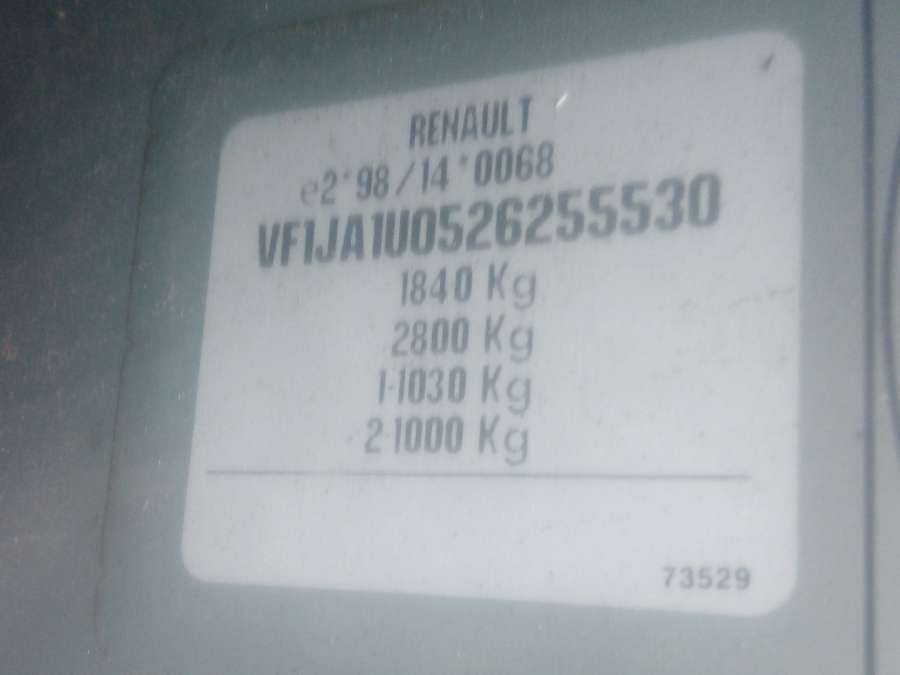 RENAULT
e2*98/14*0068
VF1JA1U0526255530
1840 Kg
2800 Kg
1-1030 Kg
2-1000 Kg
73529